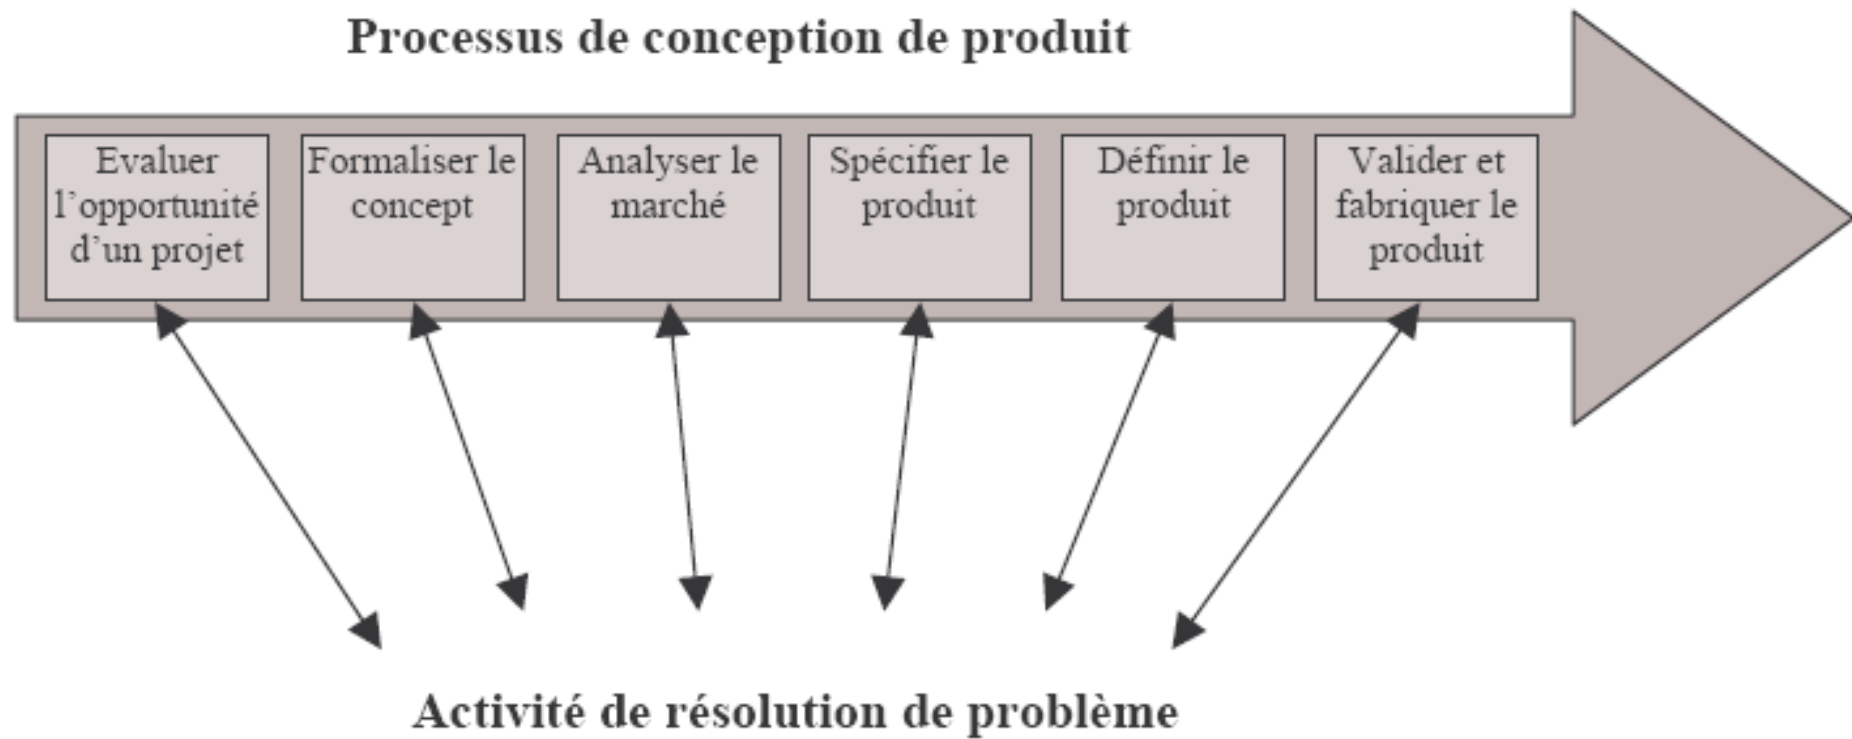 Processus de conception de produit
Evaluer
l’opportunité
d’un projet
Formaliser le
concept
Analyser le
marché
Spécifier le
produit
Définir le
produit
Valider et
fabriquer le
produit
Activité de résolution de problème